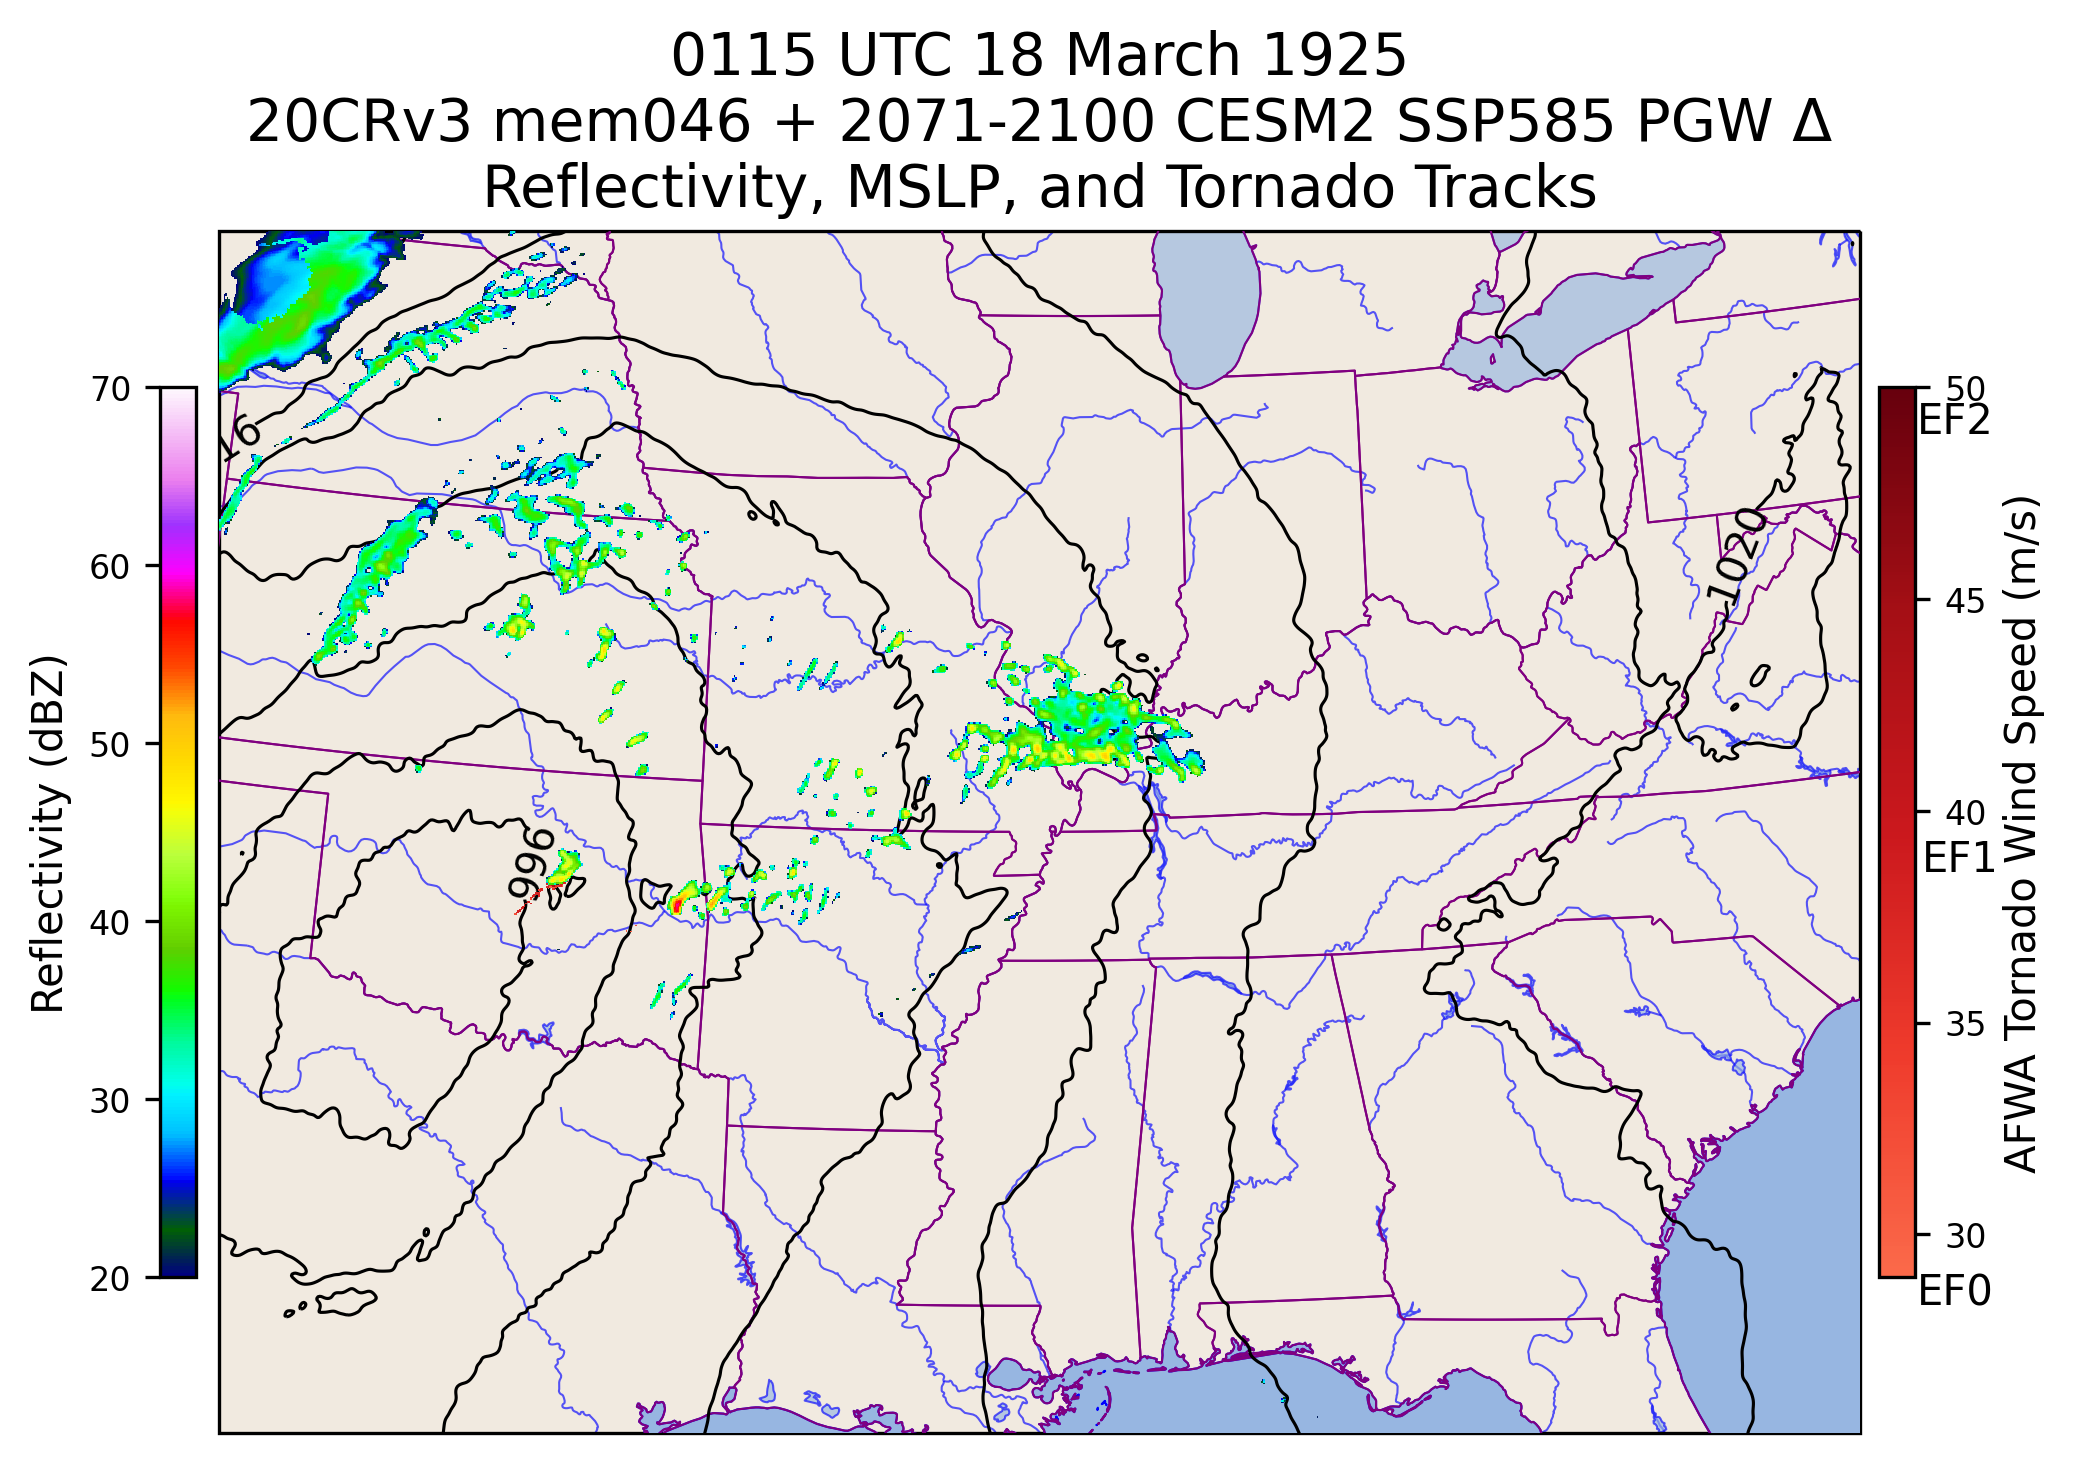 0115 UTC 18 March 1925
20CRv3 mem046 + 2071-2100 CESM2 SSP585 PGW Δ
Reflectivity, MSLP, and Tornado Tracks
70
60
50
40
30
20
Reflectivity (dBZ)
16
996
1020
50
EF2
45
40
EF1
35
30
EF0
AFWA Tornado Wind Speed (m/s)